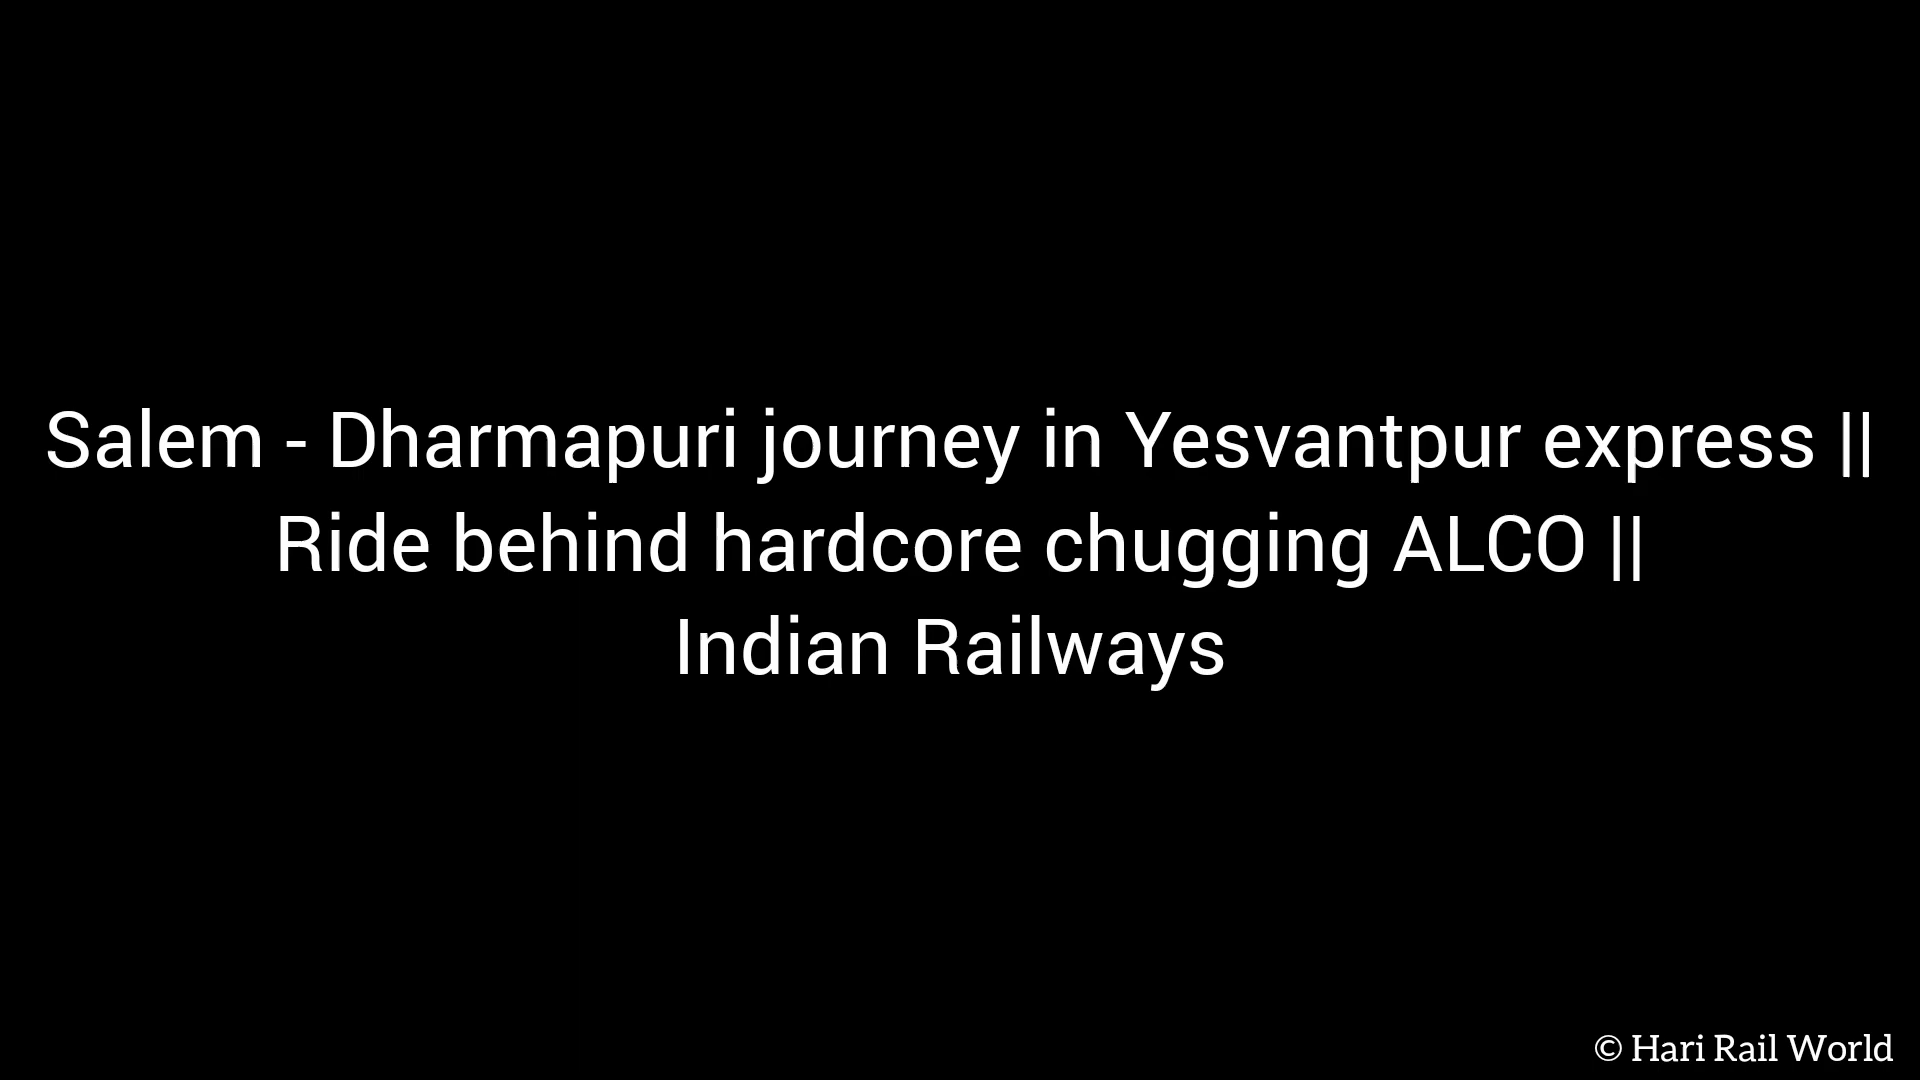 Salem - Dharmapuri journey in Yesvantpur express ||
Ride behind hardcore chugging ALCO ||
Indian Railways
© Hari Rail World